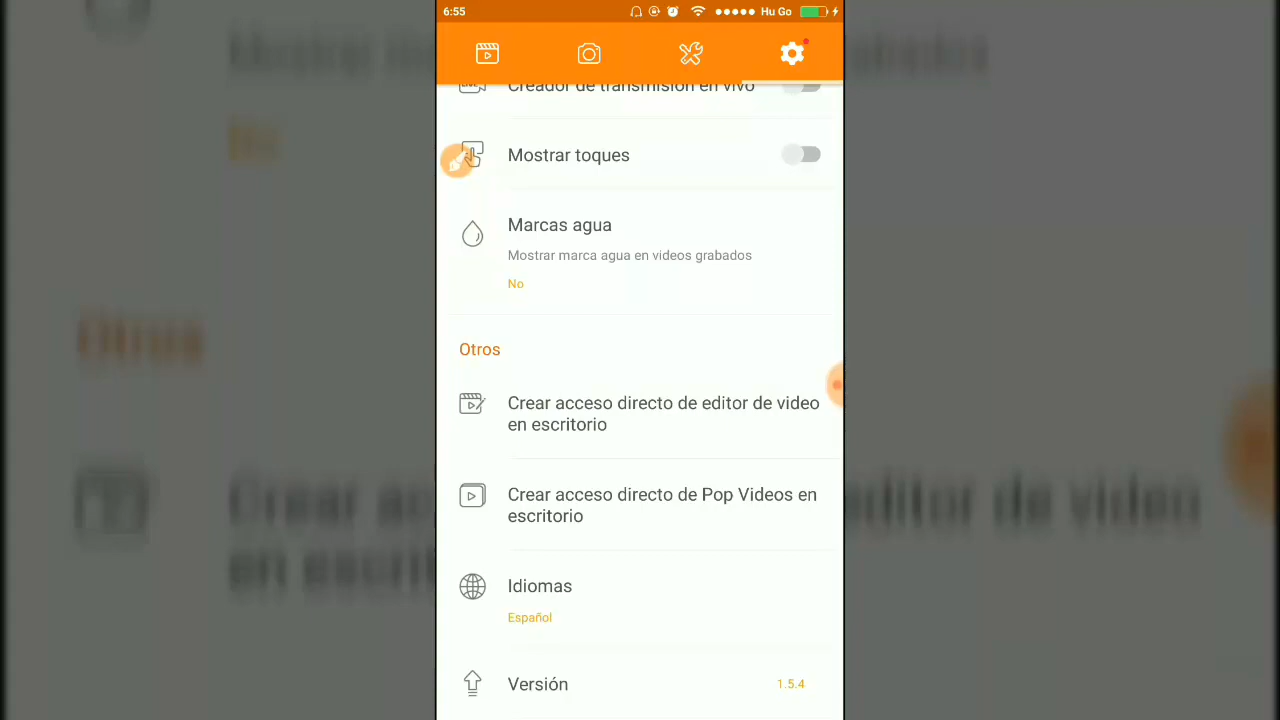 6:55 Hu Go
Creador de transmisión en vivo
Mostrar toques
Marcas agua
Mostrar marca agua en videos grabados
No
Otros
Crear acceso directo de editor de video
en escritorio
Crear acceso directo de Pop Videos en
escritorio
Idiomas
Español
Versión 1.5.4